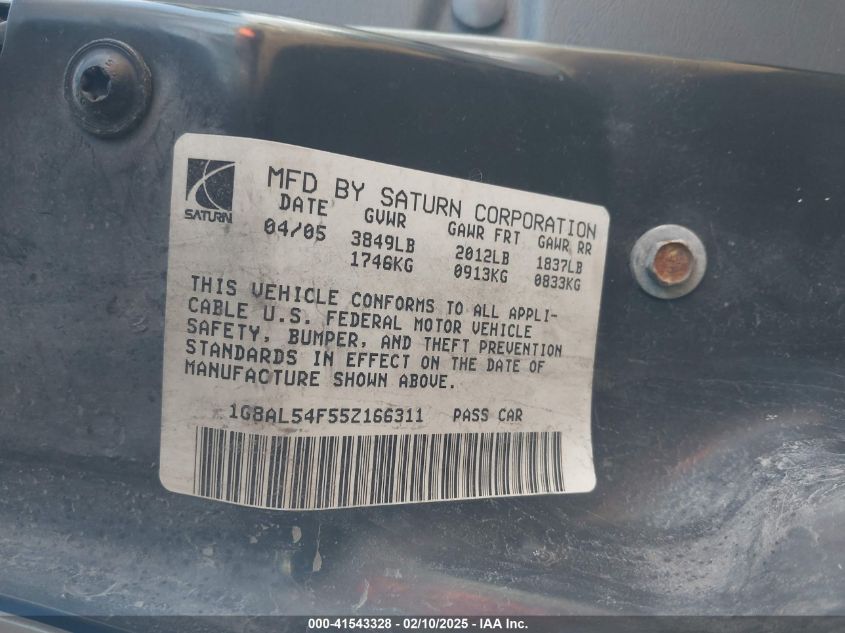 SATURN
MFD BY SATURN CORPORATION
DATE GVWR GAWR FRT GAWR RR
04/05 3849LB 2012LB 1837LB
1746KG 0913KG 0833KG
THIS VEHICLE CONFORMS TO ALL APPLI-
CABLE U.S. FEDERAL MOTOR VEHICLE
SAFETY, BUMPER, AND THEFT PREVENTION
STANDARDS IN EFFECT ON THE DATE OF
MANUFACTURE SHOWN ABOVE.
1G8AL54F55Z166311 PASS CAR
000-41543328 - 02/10/2025 - IAA, Inc.